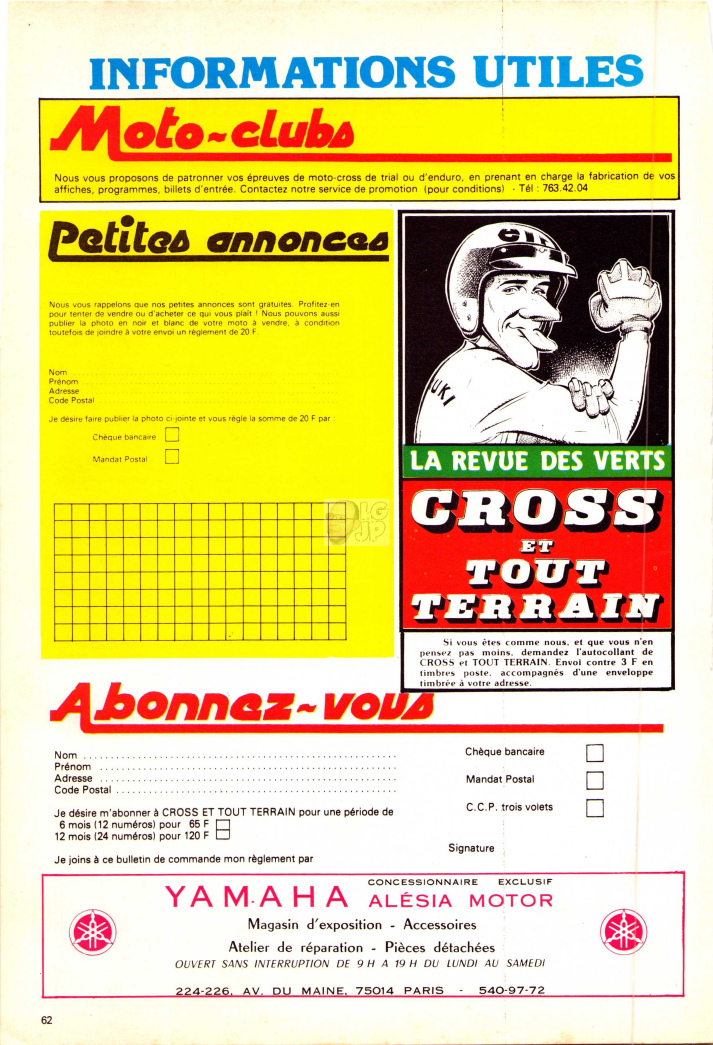 INFORMATIONS UTILES
Moto-clubs
Nous vous proposons de patronner vos épreuves de moto-cross de trial ou d'enduro, en prenant en charge la fabrication de vos
affiches, programmes, billets d'entrée. Contactez notre service de promotion (pour conditions) - Tél : 763.42.04
Petites annonces
Nous vous rappelons que nos petites annonces sont gratuites. Profitez-en
pour tenter de vendre ou d'acheter ce qui vous plaît ! Nous pouvons aussi
publier la photo en noir et blanc de votre moto à vendre, à condition
toutefois de joindre à votre envoi un règlement de 20 F.
Nom
Prénom
Adresse
Code Postal
Je désire faire publier la photo ci-jointe et vous règle la somme de 20 F par :
Chèque bancaire
Mandat Postal
LG
JP
UKI
LA REVUE DES VERTS
CROSS
ET
TOUT
TERRAIN
Si vous êtes comme nous, et que vous n'en
pensez pas moins, demandez l'autocollant de
CROSS et TOUT TERRAIN. Envoi contre 3 F en
timbres poste, accompagnés d'une enveloppe
timbrée à votre adresse.
Abonnez-vous
Nom
Prénom
Adresse
Code Postal
Je désire m'abonner à CROSS ET TOUT TERRAIN pour une période de
6 mois (12 numéros) pour 65 F
12 mois (24 numéros) pour 120 F
Je joins à ce bulletin de commande mon règlement par
Chèque bancaire
Mandat Postal
C.C.P. trois volets
Signature
CONCESSIONNAIRE EXCLUSIF
YAMAHA ALÉSIA MOTOR
Magasin d'exposition - Accessoires
Atelier de réparation - Pièces détachées
OUVERT SANS INTERRUPTION DE 9 H A 19 H DU LUNDI AU SAMEDI
224-226, AV. DU MAINE, 75014 PARIS - 540-97-72
62